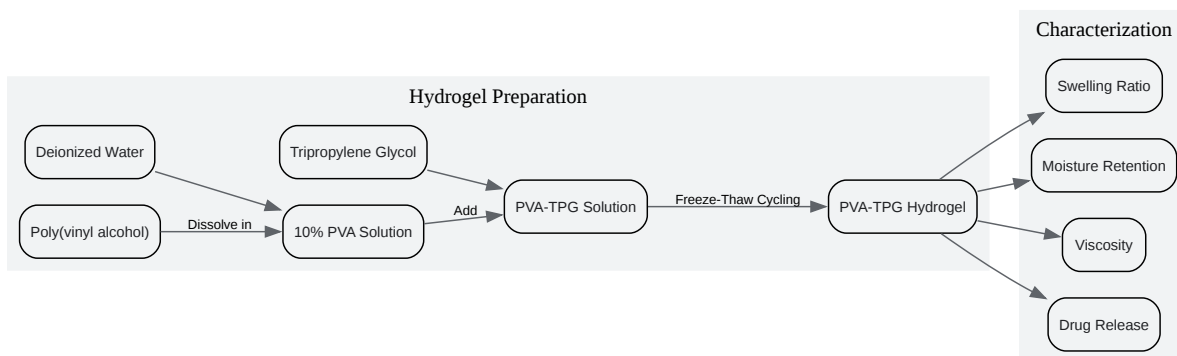 Characterization
Hydrogel Preparation
Deionized Water
Poly(vinyl alcohol)
Dissolve in
Tripropylene Glycol
10% PVA Solution
Add
PVA-TPG Solution
Freeze-Thaw Cycling
PVA-TPG Hydrogel
Swelling Ratio
Moisture Retention
Viscosity
Drug Release